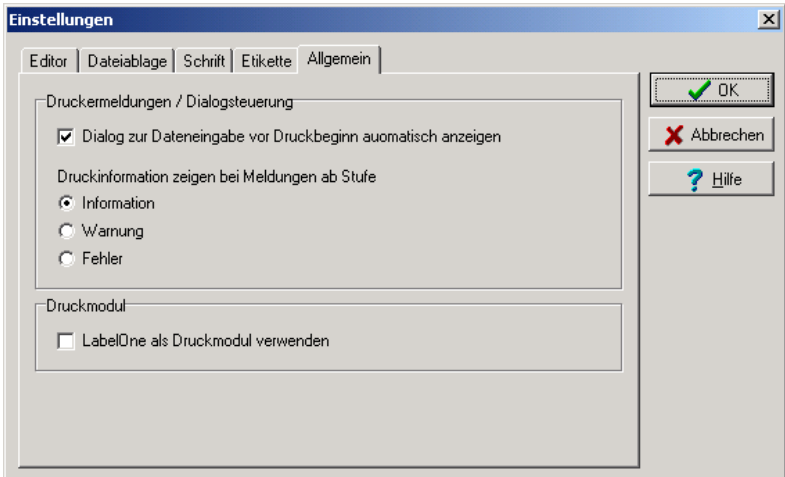 Einstellungen
Editor Dateiablage Schrift Etikette Allgemein
Druckermeldungen / Dialogsteuerung
Dialog zur Dateneingabe vor Druckbeginn auomatisch anzeigen
Druckinformation zeigen bei Meldungen ab Stufe
Information
Warnung
Fehler
Druckmodul
LabelOne als Druckmodul verwenden
OK
Abbrechen
Hilfe